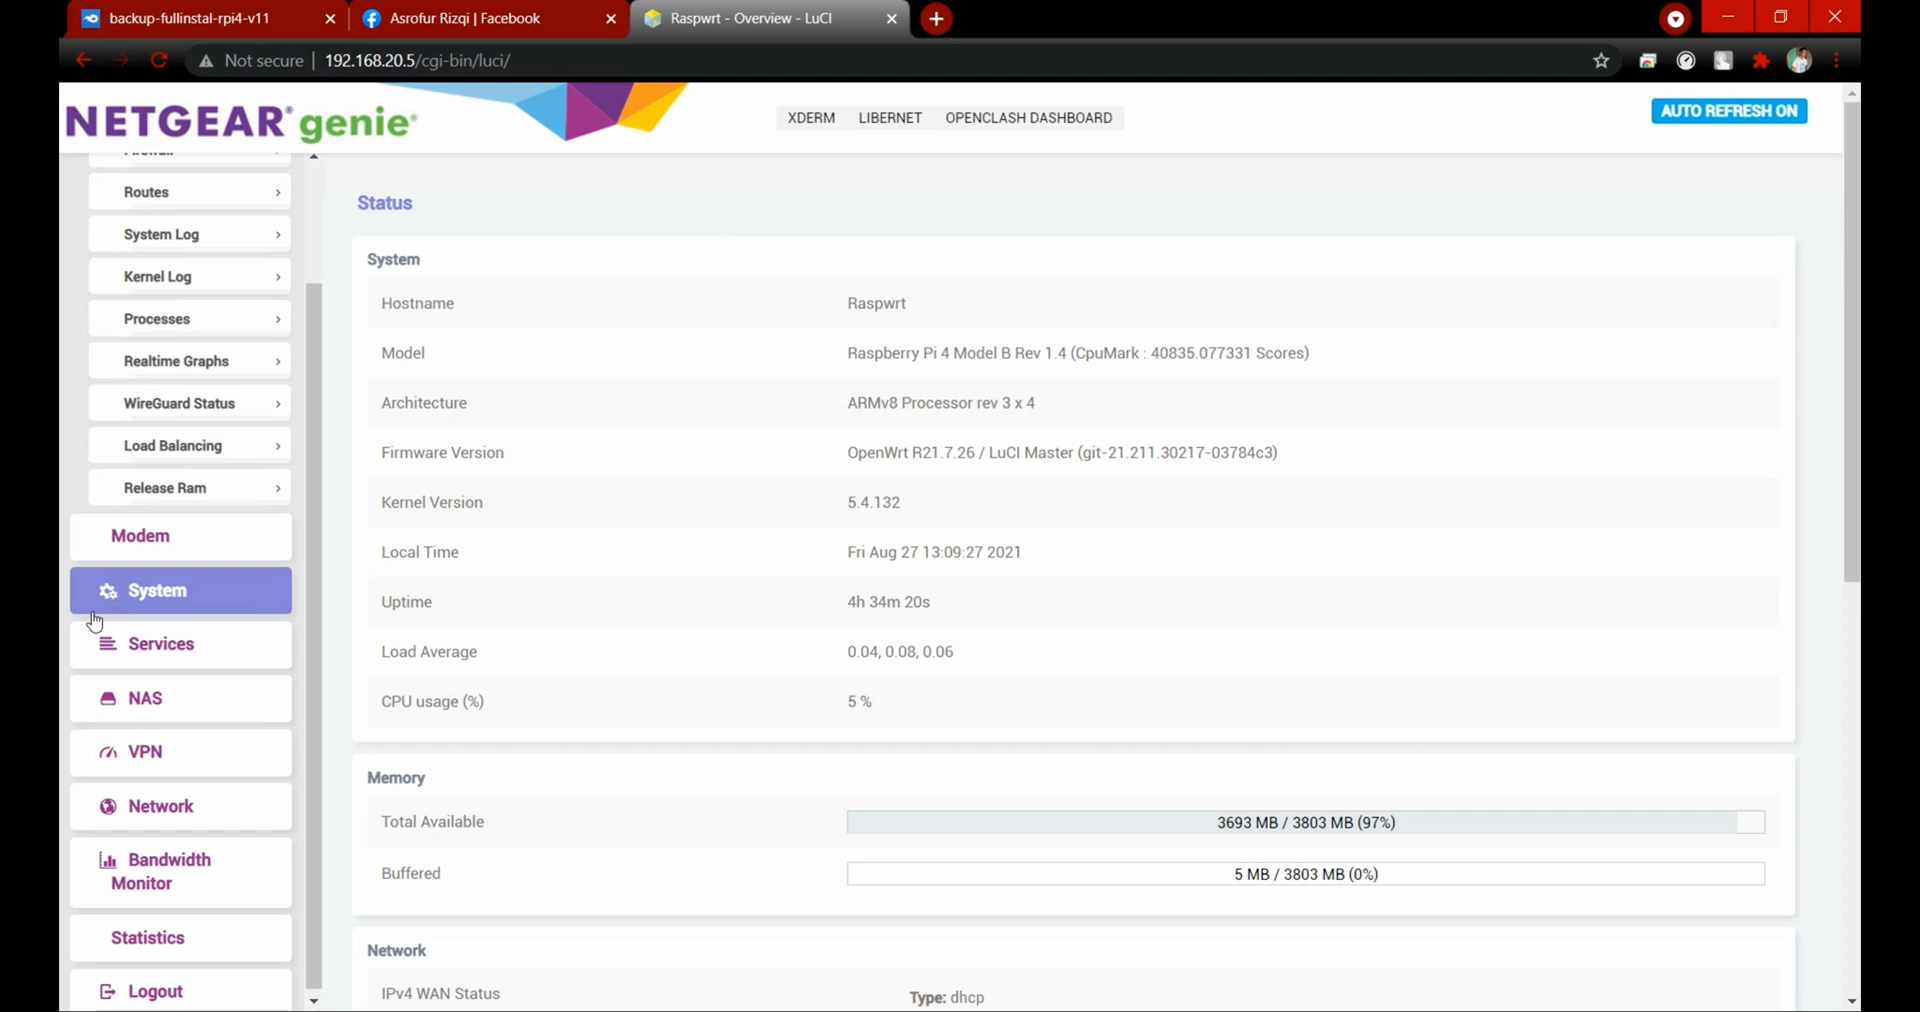 backup-fullinstal-rpi4-v11
Asrofur Rizqi | Facebook
Raspwrt - Overview - LuCI
Not secure
192.168.20.5/cgi-bin/luci/
NETGEAR® genie®
XDERM
LIBERNET
OPENCLASH DASHBOARD
AUTO REFRESH ON
Firewall
Routes
System Log
Kernel Log
Processes
Realtime Graphs
WireGuard Status
Load Balancing
Release Ram
Modem
System
Services
NAS
VPN
Network
Bandwidth
Monitor
Statistics
Logout
Status
System
Hostname
Raspwrt
Model
Raspberry Pi 4 Model B Rev 1.4 (CpuMark : 40835.077331 Scores)
Architecture
ARMv8 Processor rev 3 x 4
Firmware Version
OpenWrt R21.7.26 / LuCI Master (git-21.211.30217-03784c3)
Kernel Version
5.4.132
Local Time
Fri Aug 27 13:09:27 2021
Uptime
4h 34m 20s
Load Average
0.04, 0.08, 0.06
CPU usage (%)
5 %
Memory
Total Available
3693 MB / 3803 MB (97%)
Buffered
5 MB / 3803 MB (0%)
Network
IPv4 WAN Status
Type: dhcp